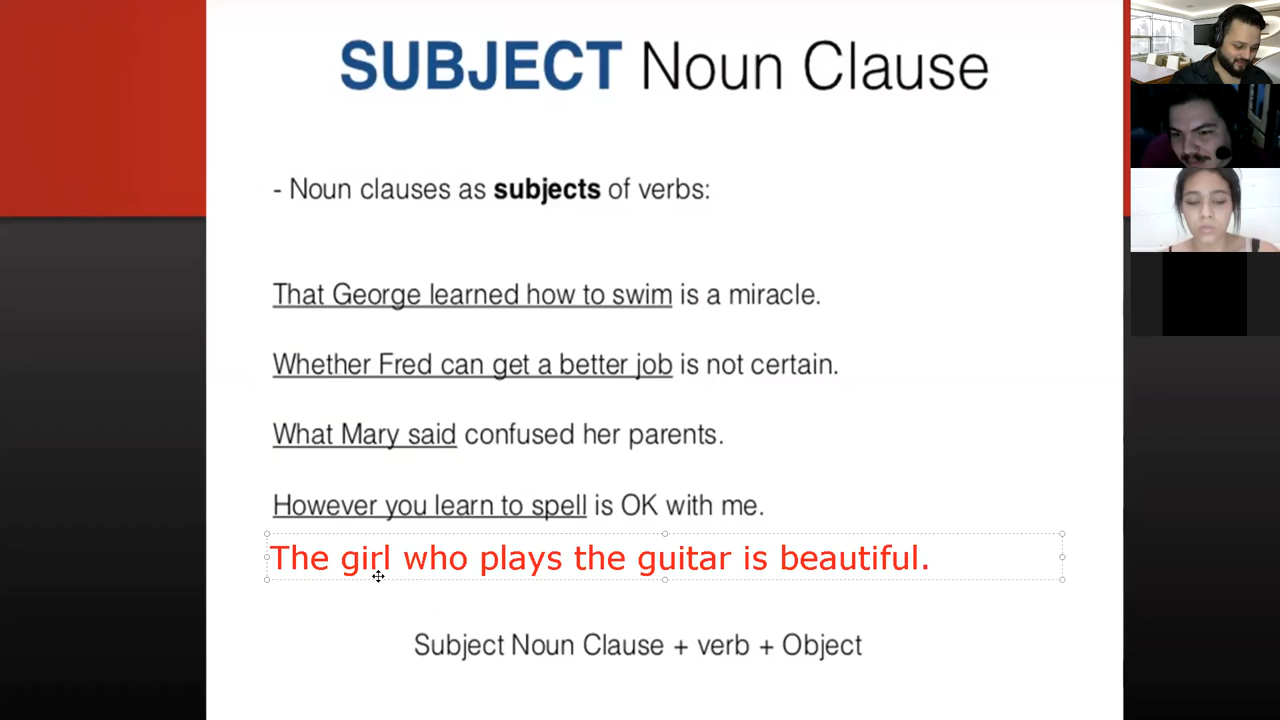 SUBJECT Noun Clause
- Noun clauses as subjects of verbs:
That George learned how to swim is a miracle.
Whether Fred can get a better job is not certain.
What Mary said confused her parents.
However you learn to spell is OK with me.
The girl who plays the guitar is beautiful.
Subject Noun Clause + verb + Object